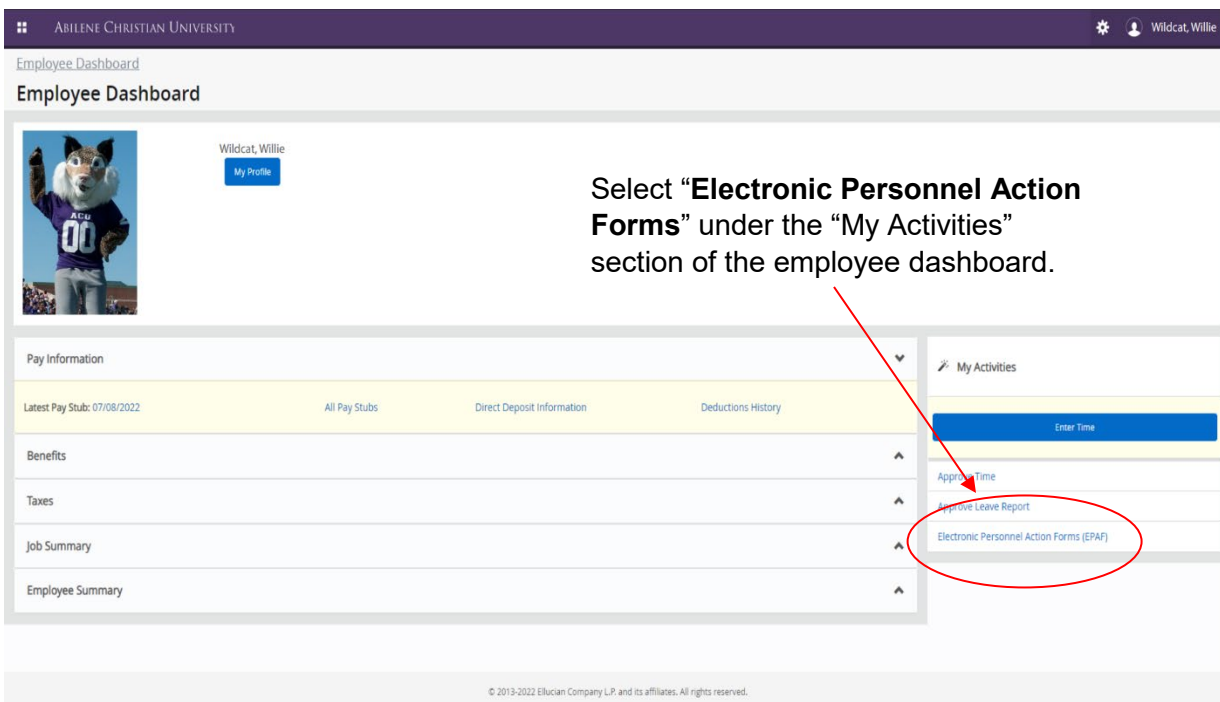 ABILENE CHRISTIAN UNIVERSITY
Wildcat, Willie
Employee Dashboard
Employee Dashboard
Wildcat, Willie
My Profile
ACU
00
Select “Electronic Personnel Action
Forms” under the “My Activities”
section of the employee dashboard.
Pay Information
Latest Pay Stub: 07/08/2022
All Pay Stubs
Direct Deposit Information
Deductions History
Benefits
Taxes
Job Summary
Employee Summary
My Activities
Enter Time
Approve Time
Approve Leave Report
Electronic Personnel Action Forms (EPAF)
© 2013-2022 Ellucian Company L.P. and its affiliates. All rights reserved.